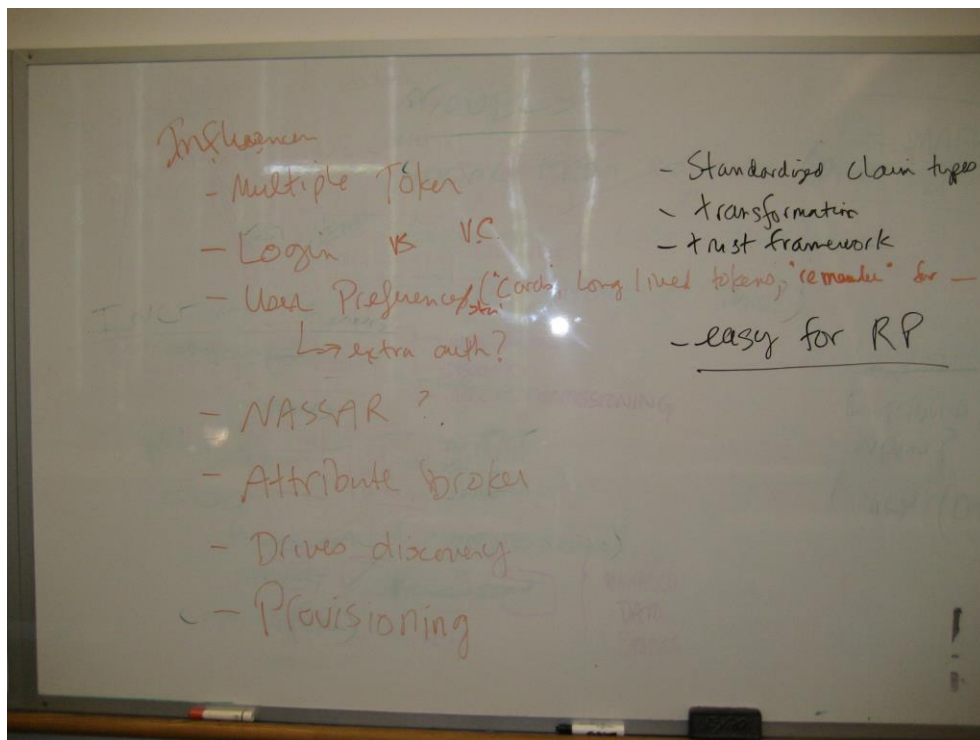 - Multiple Token
- Login vs V.C.
- User Preferences ("Cards", Long lived tokens, "remember" for -
↳ extra auth?
- NASSAR ?
- Attribute broker
- Drives discovery
- Provisioning
- Standardized claim types
- transformation
- trust framework
- easy for RP